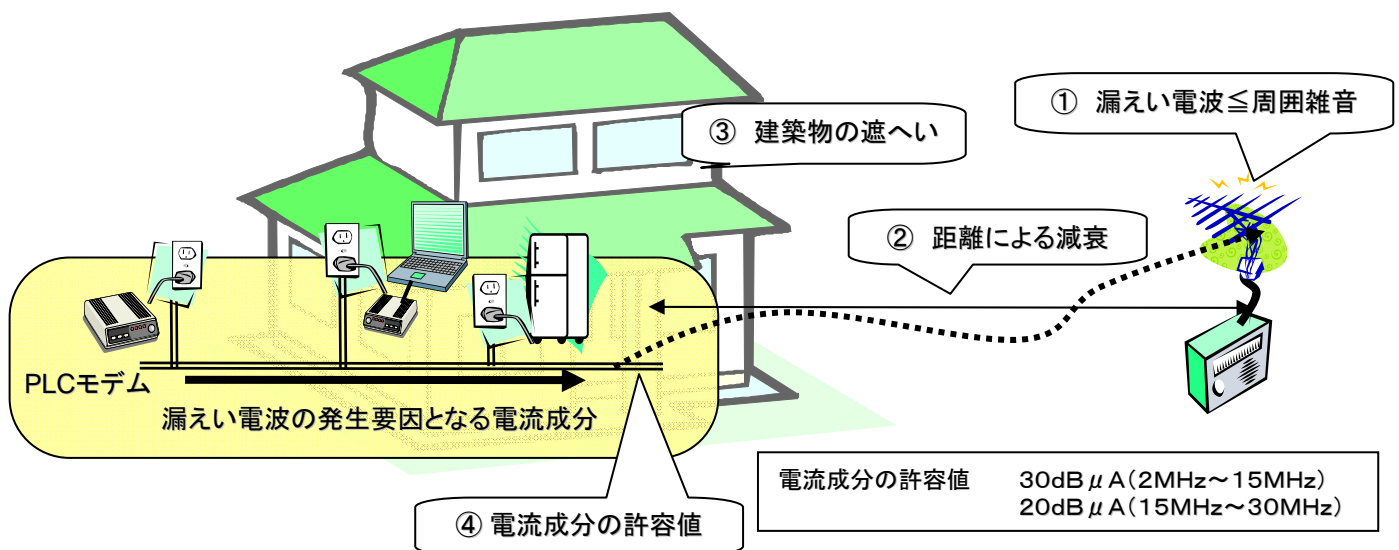 ① 漏えい電波≦周囲雑音
③ 建築物の遮へい
② 距離による減衰
PLCモデム
漏えい電波の発生要因となる電流成分
④ 電流成分の許容値
電流成分の許容値 30dBμA(2MHz~15MHz)
20dBμA(15MHz~30MHz)